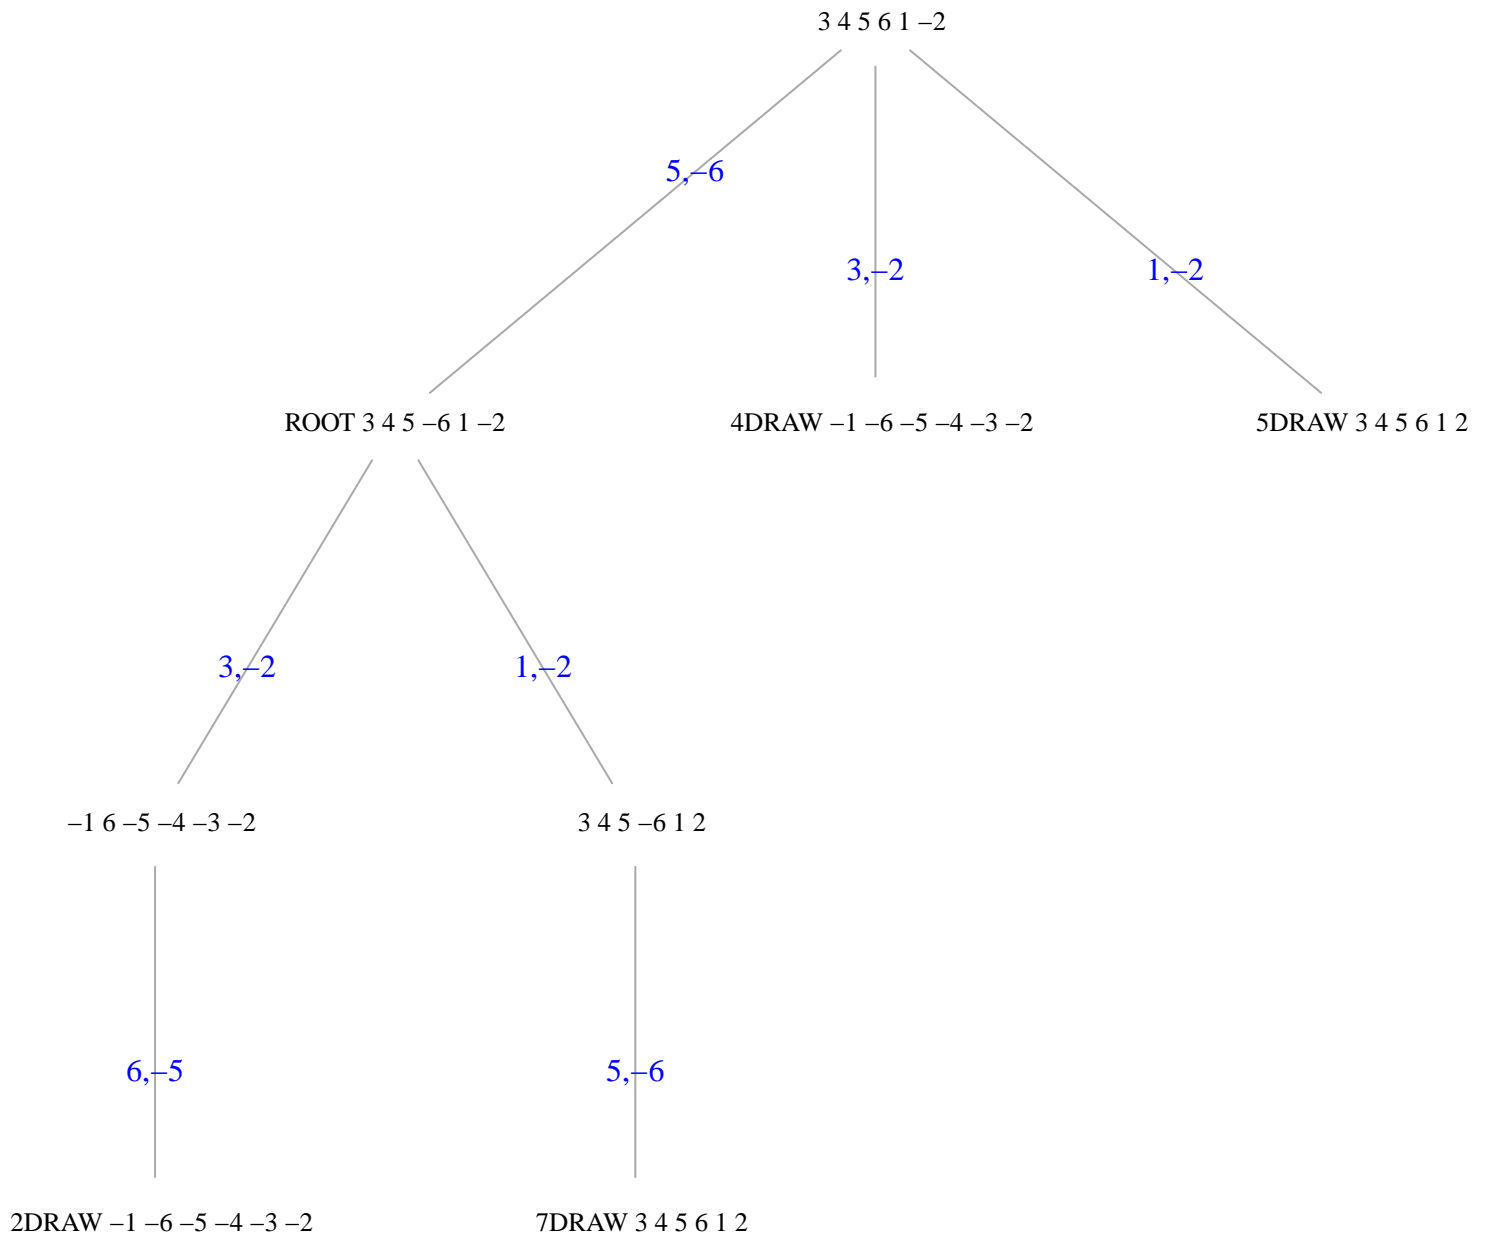 3 4 5 6 1 –2
5,–6
3,–2
1,–2
ROOT 3 4 5 –6 1 –2
4DRAW –1 –6 –5 –4 –3 –2
5DRAW 3 4 5 6 1 2
3,–2
1,–2
–1 6 –5 –4 –3 –2
3 4 5 –6 1 2
6,–5
5,–6
2DRAW –1 –6 –5 –4 –3 –2
7DRAW 3 4 5 6 1 2